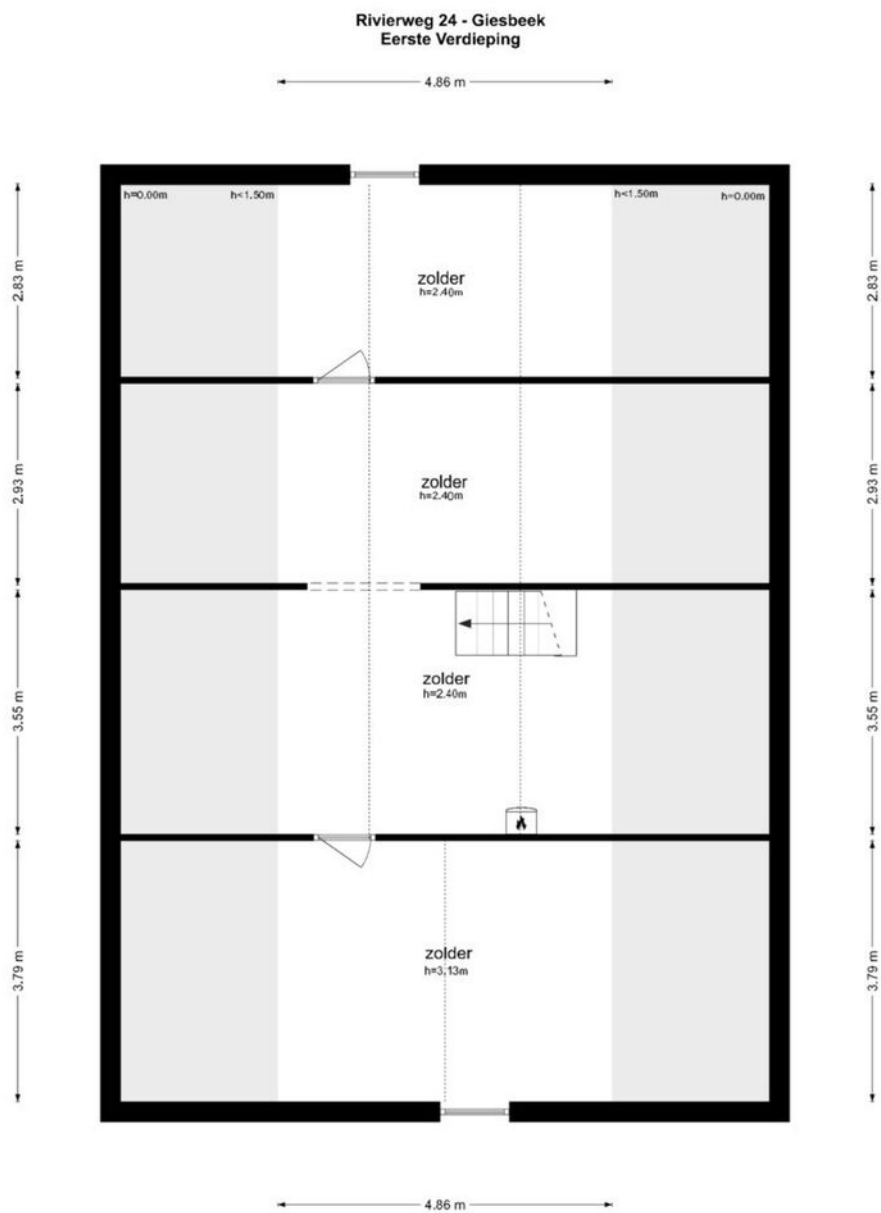 Rivierweg 24 - Giesbeek
Eerste Verdieping
4.86 m
h=0.00m
h<1.50m
h<1.50m
h=0.00m
2.83 m
zolder
h=2.40m
2.83 m
2.93 m
zolder
h=2.40m
2.93 m
3.55 m
zolder
h=2.40m
3.55 m
3.79 m
zolder
h=3.13m
3.79 m
4.86 m